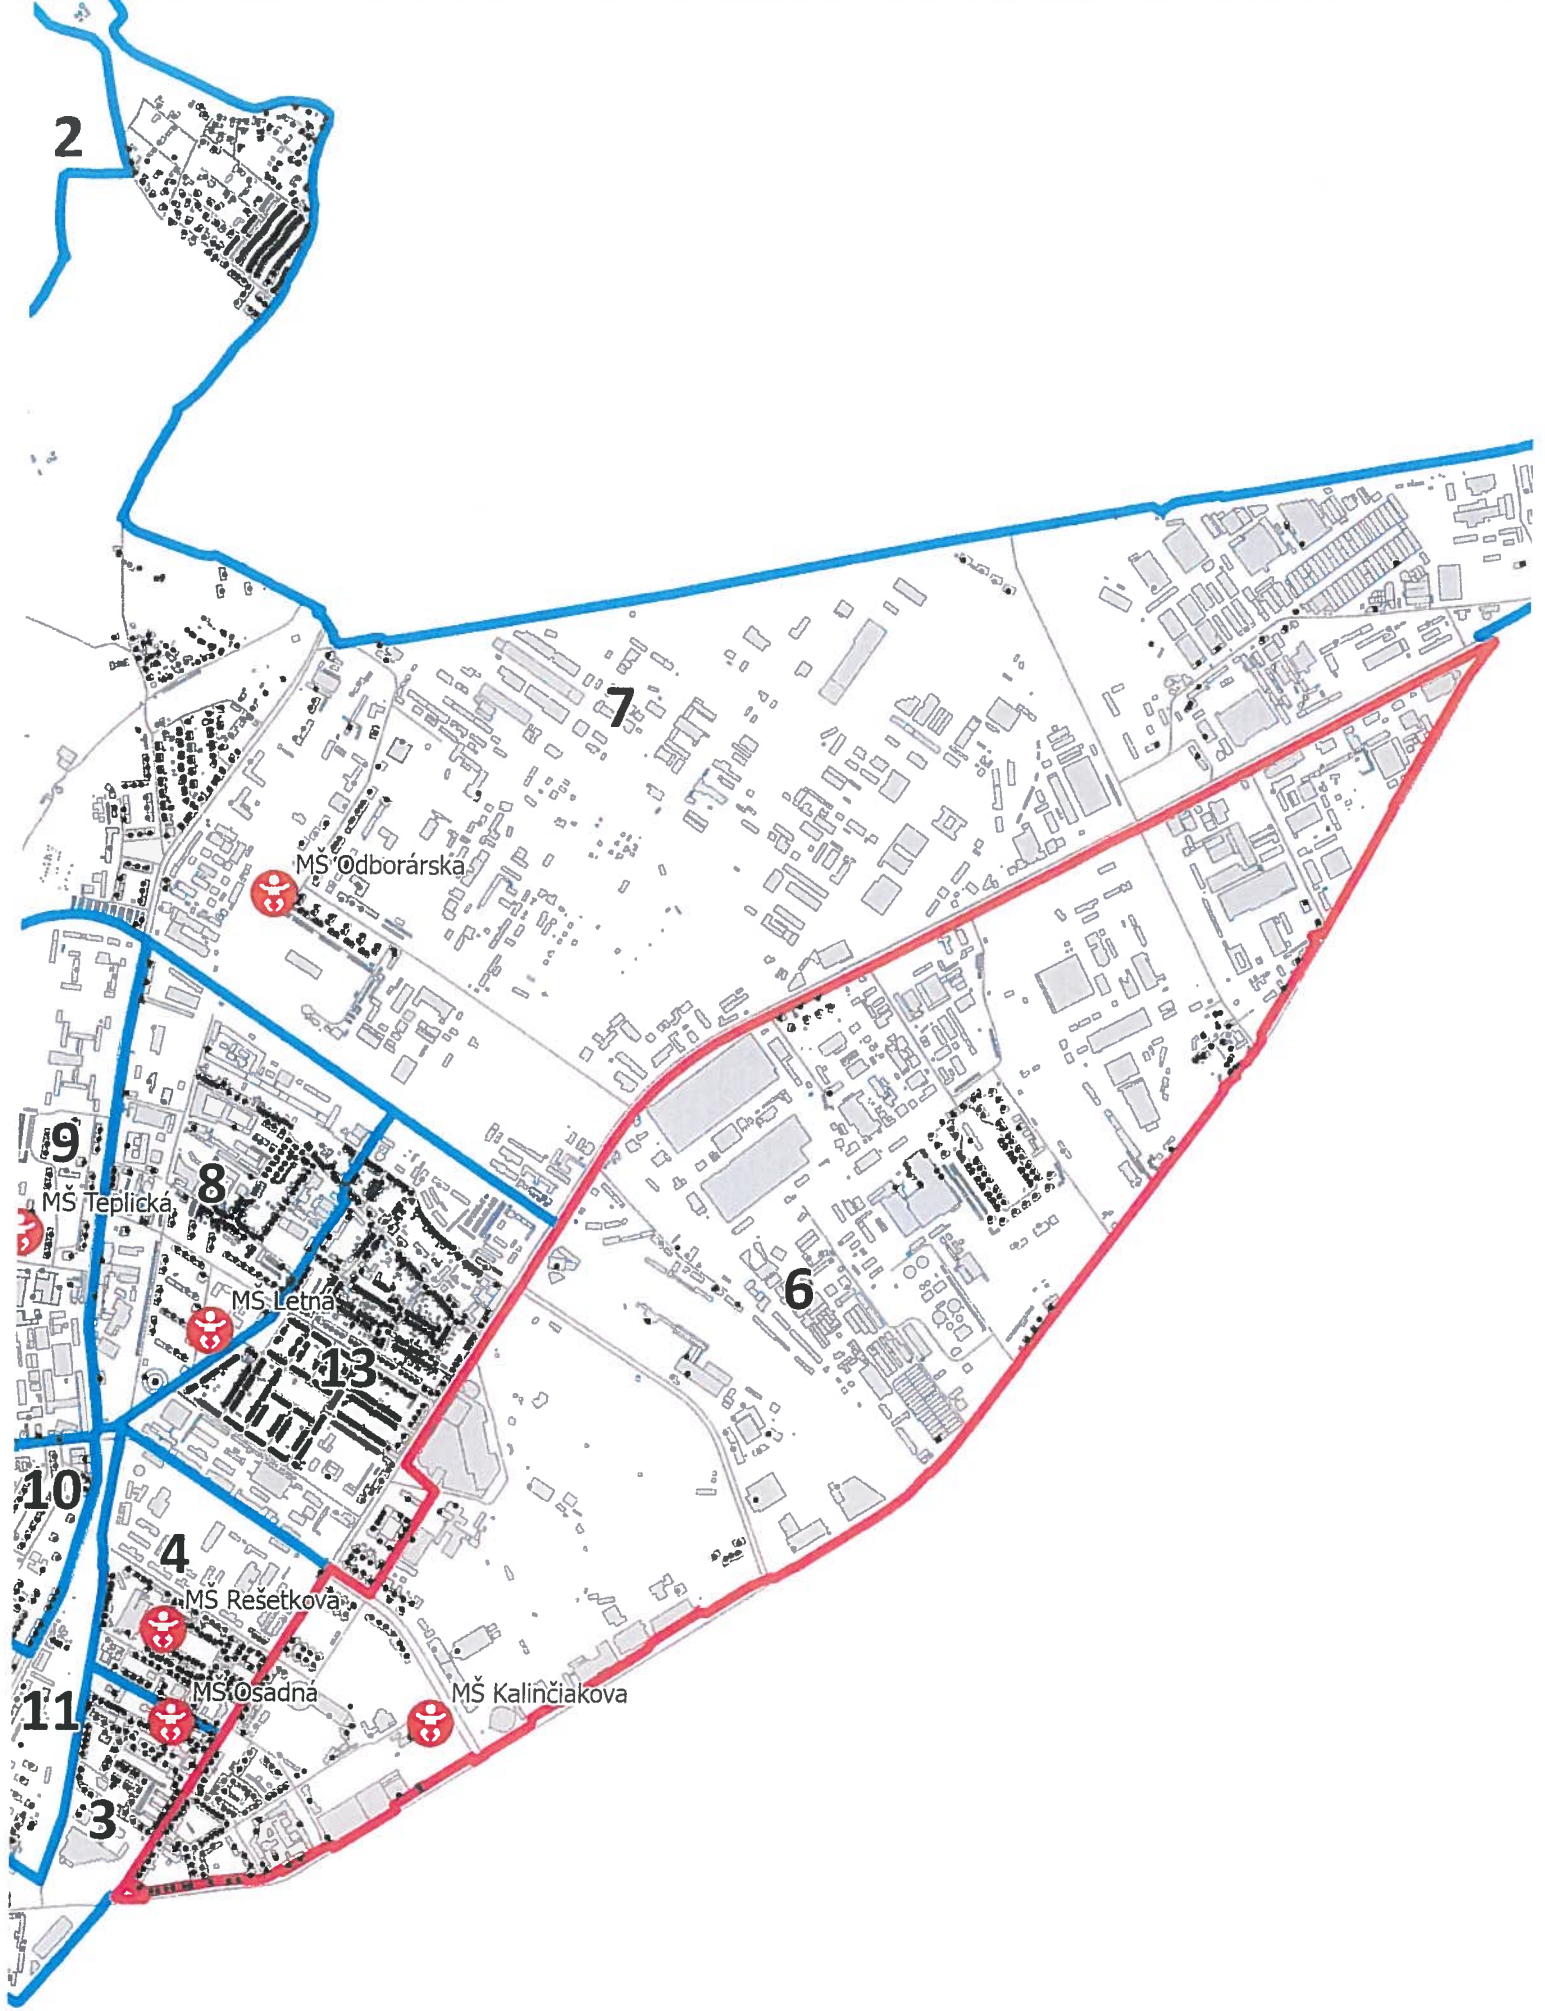 2
7
MŠ Odborárska
9
8
MŠ Teplická
6
MŠ Letná
13
10
4
MŠ Rešetkova
MŠ Osadná
MŠ Kalinčiakova
11
3